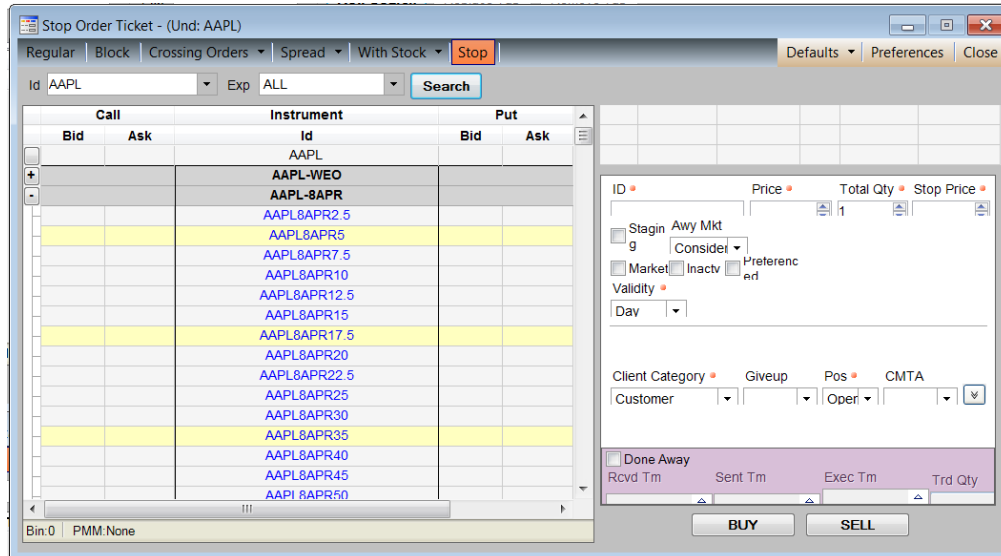 Stop Order Ticket - (Und: AAPL)
Regular Block Crossing Orders Spread With Stock Stop Defaults Preferences Close
Id AAPL Exp ALL Search
Call Instrument Put
Bid Ask Id Bid Ask
AAPL
AAPL-WEO
AAPL-8APR
AAPL8APR2.5
AAPL8APR5
AAPL8APR7.5
AAPL8APR10
AAPL8APR12.5
AAPL8APR15
AAPL8APR17.5
AAPL8APR20
AAPL8APR22.5
AAPL8APR25
AAPL8APR30
AAPL8APR35
AAPL8APR40
AAPL8APR45
AAPL8APR50
Bin:0 PMM:None
ID Price Total Qty Stop Price
1
Stagin
g
Awy Mkt
Consider
Market Inactv Preferenc
ed
Validity
Day
Client Category Giveup Pos CMTA
Customer Oper
Done Away
Rcvd Tm Sent Tm Exec Tm Trd Qty
BUY SELL